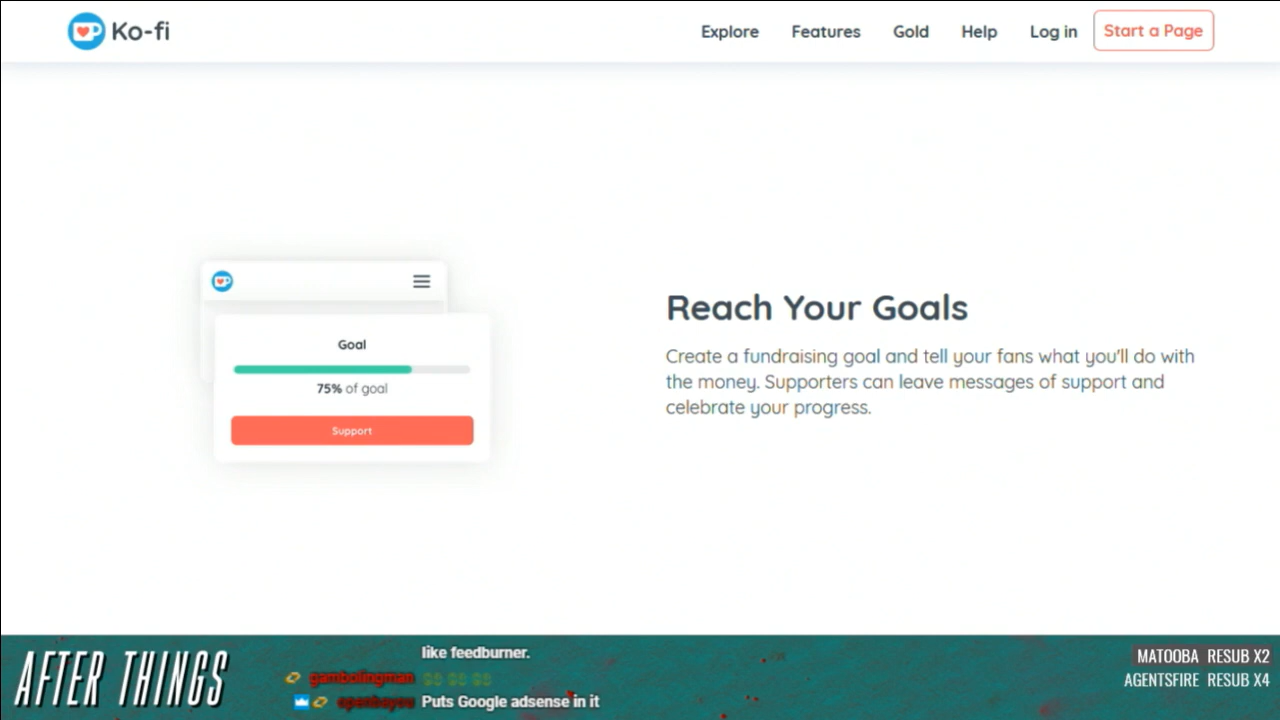 Ko-fi
Explore
Features
Gold
Help
Log in
Start a Page
Goal
75% of goal
Support
Reach Your Goals
Create a fundraising goal and tell your fans what you'll do with
the money. Supporters can leave messages of support and
celebrate your progress.
AFTER THINGS
like feedburner.
gambolingman
openbayou Puts Google adsense in it
MATOOBA RESUB X2
AGENTSFIRE RESUB X4